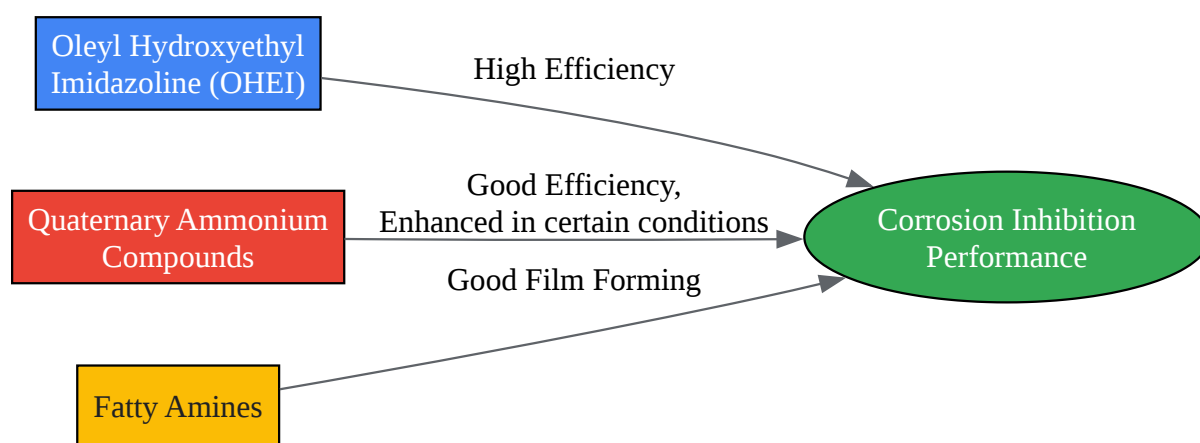 Oleyl Hydroxyethyl
Imidazoline (OHEI)
High Efficiency
Quaternary Ammonium
Compounds
Good Efficiency,
Enhanced in certain conditions
Corrosion Inhibition
Performance
Good Film Forming
Fatty Amines